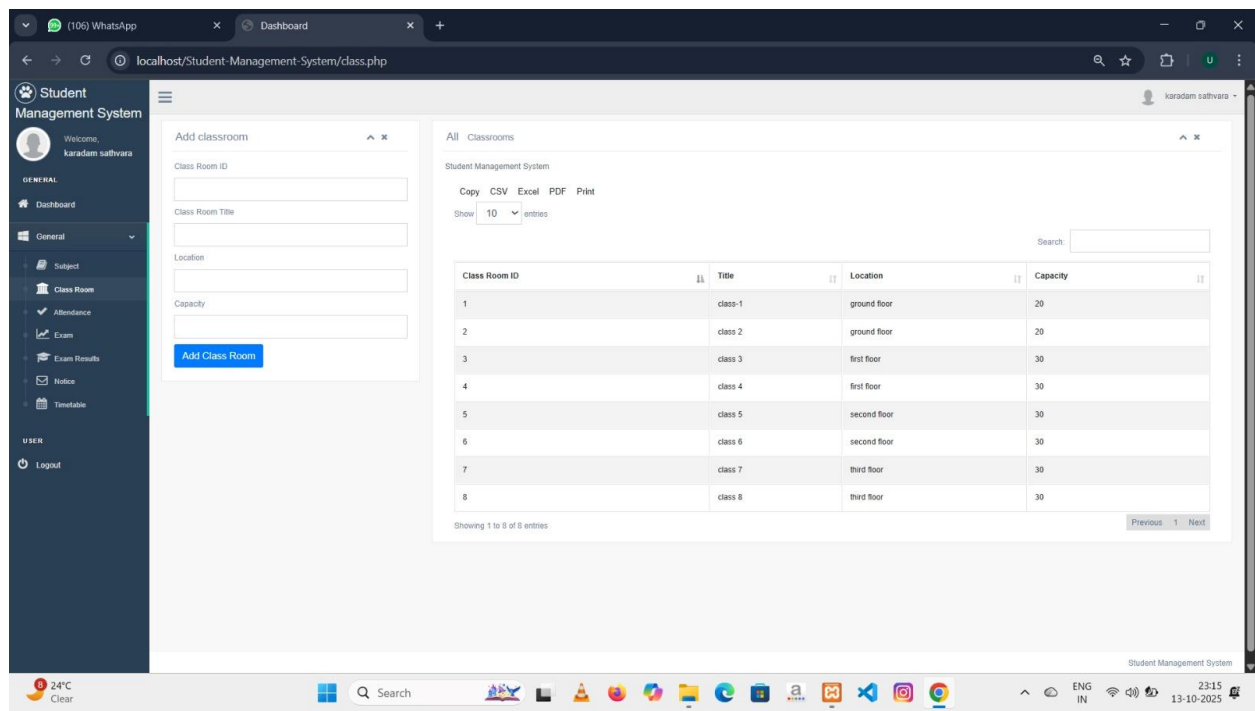 (106) WhatsApp
Dashboard
localhost/Student-Management-System/class.php
U
Student
Management System
Welcome,
karadam sathvara
GENERAL
Dashboard
General
Subject
Class Room
Attendance
Exam
Exam Results
Notice
Timetable
USER
Logout
karadam sathvara
Add classroom
Class Room ID
Class Room Title
Location
Capacity
Add Class Room
All Classrooms
Student Management System
Copy CSV Excel PDF Print
Show 10 entries
Search:
Class Room ID Title Location Capacity
1 class-1 ground floor 20
2 class 2 ground floor 20
3 class 3 first floor 30
4 class 4 first floor 30
5 class 5 second floor 30
6 class 6 second floor 30
7 class 7 third floor 30
8 class 8 third floor 30
Showing 1 to 8 of 8 entries
Previous 1 Next
Student Management System
8
24°C
Clear
Search
a
ENG
IN
23:15
13-10-2025